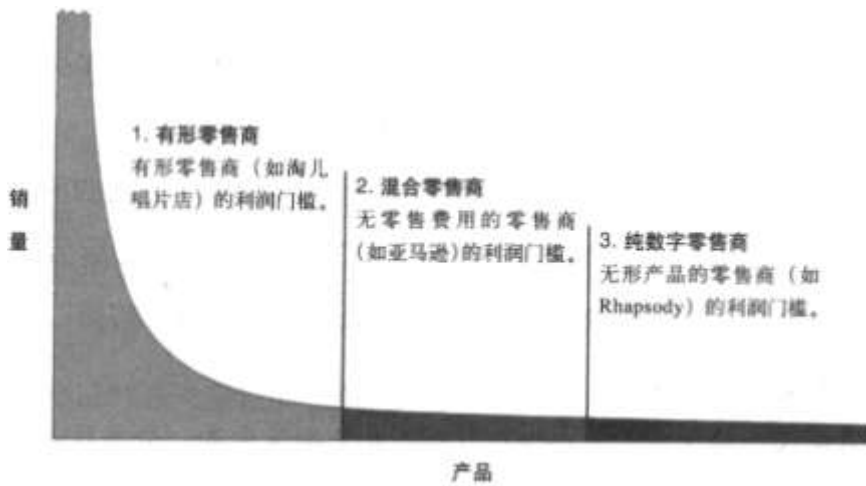 1. 有形零售商
有形零售商（如淘儿
唱片店）的利润门槛。
2. 混合零售商
无零售费用的零售商
（如亚马逊）的利润门槛。
3. 纯数字零售商
无形产品的零售商（如
Rhapsody）的利润门槛。
销
量
产品